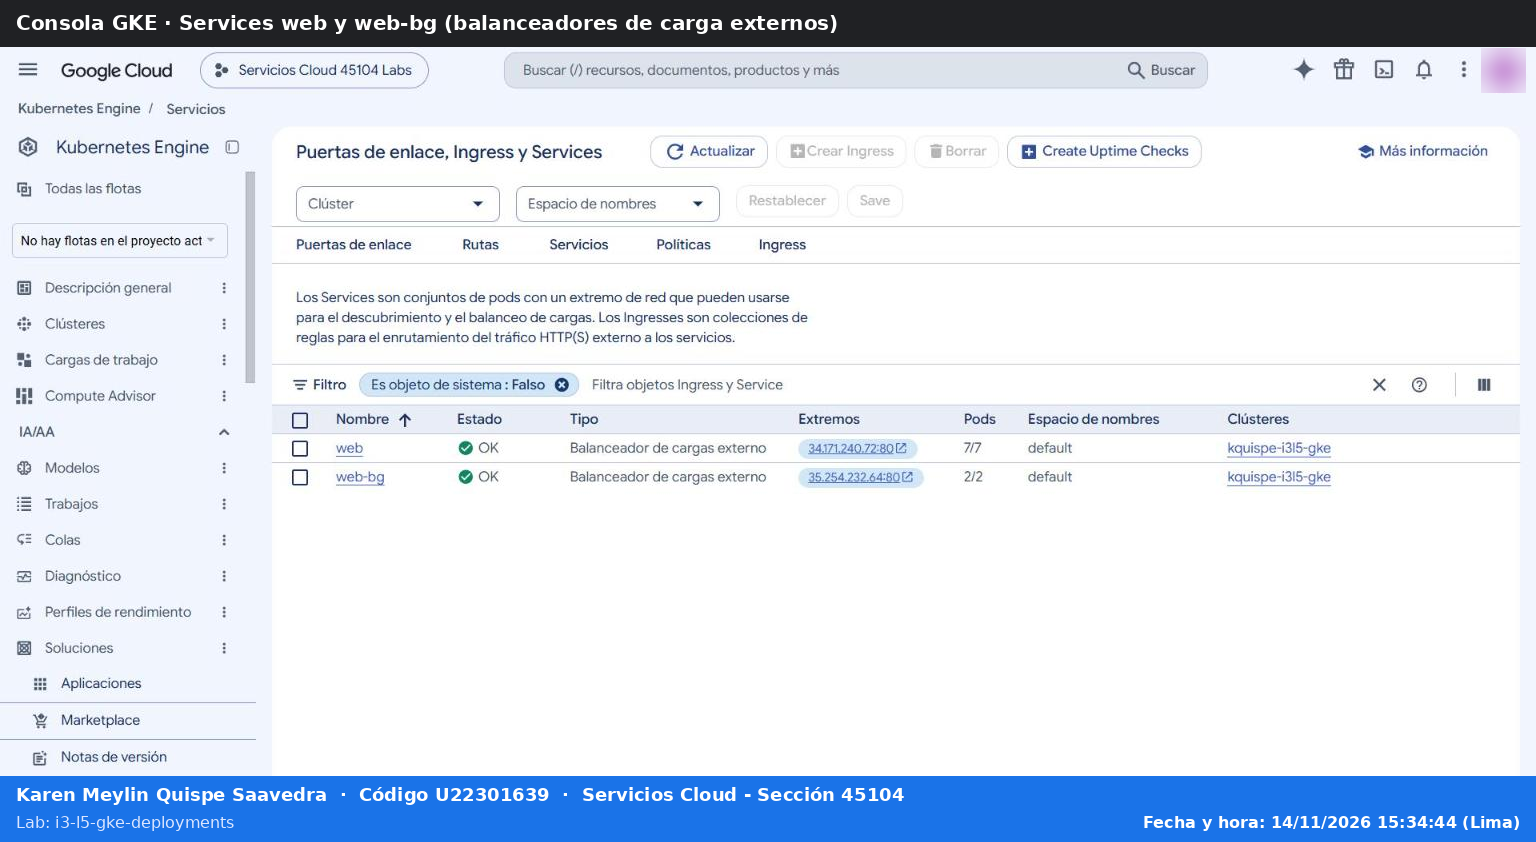 Consola GKE · Services web y web-bg (balanceadores de carga externos)
Google Cloud
Servicios Cloud 45104 Labs
Buscar (/) recursos, documentos, productos y más
Buscar
Kubernetes Engine / Servicios
Kubernetes Engine
Todas las flotas
No hay flotas en el proyecto act
Descripción general
Clústeres
Cargas de trabajo
Compute Advisor
IA/AA
Modelos
Trabajos
Colas
Diagnóstico
Perfiles de rendimiento
Soluciones
Aplicaciones
Marketplace
Notas de versión
Puertas de enlace, Ingress y Services
Actualizar
Crear Ingress
Borrar
Create Uptime Checks
Más información
Clúster
Espacio de nombres
Restablecer
Save
Puertas de enlace Rutas Servicios Políticas Ingress
Los Services son conjuntos de pods con un extremo de red que pueden usarse
para el descubrimiento y el balanceo de cargas. Los Ingresses son colecciones de
reglas para el enrutamiento del tráfico HTTP(S) externo a los servicios.
Filtro Es objeto de sistema : Falso Filtra objetos Ingress y Service
Nombre Estado Tipo Extremos Pods Espacio de nombres Clústeres
web OK Balanceador de cargas externo 34.171.240.72:80 7/7 default kquispe-i3l5-gke
web-bg OK Balanceador de cargas externo 35.254.232.64:80 2/2 default kquispe-i3l5-gke
Karen Meylin Quispe Saavedra · Código U22301639 · Servicios Cloud - Sección 45104
Lab: i3-l5-gke-deployments
Fecha y hora: 14/11/2026 15:34:44 (Lima)